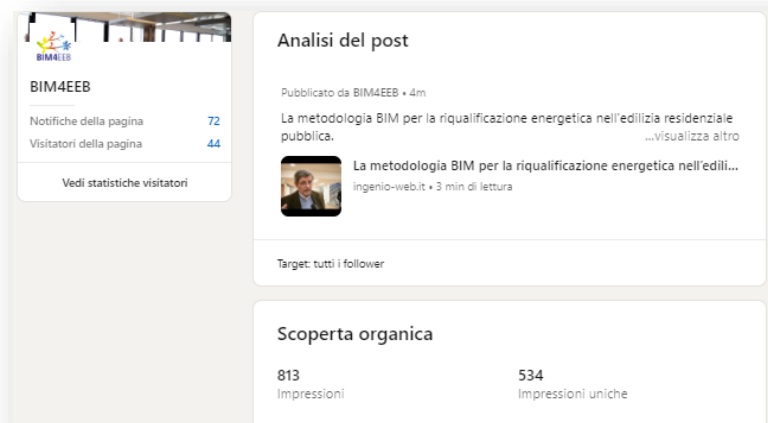 BIM4EEB
BIM4EEB
Notifiche della pagina 72
Visitatori della pagina 44
Vedi statistiche visitatori
Analisi del post
Pubblicato da BIM4EEB • 4m
La metodologia BIM per la riqualificazione energetica nell'edilizia residenziale
pubblica. ...visualizza altro
La metodologia BIM per la riqualificazione energetica nell'edili...
ingenio-web.it • 3 min di lettura
Target: tutti i follower
Scoperta organica
813 534
Impressioni Impressioni uniche